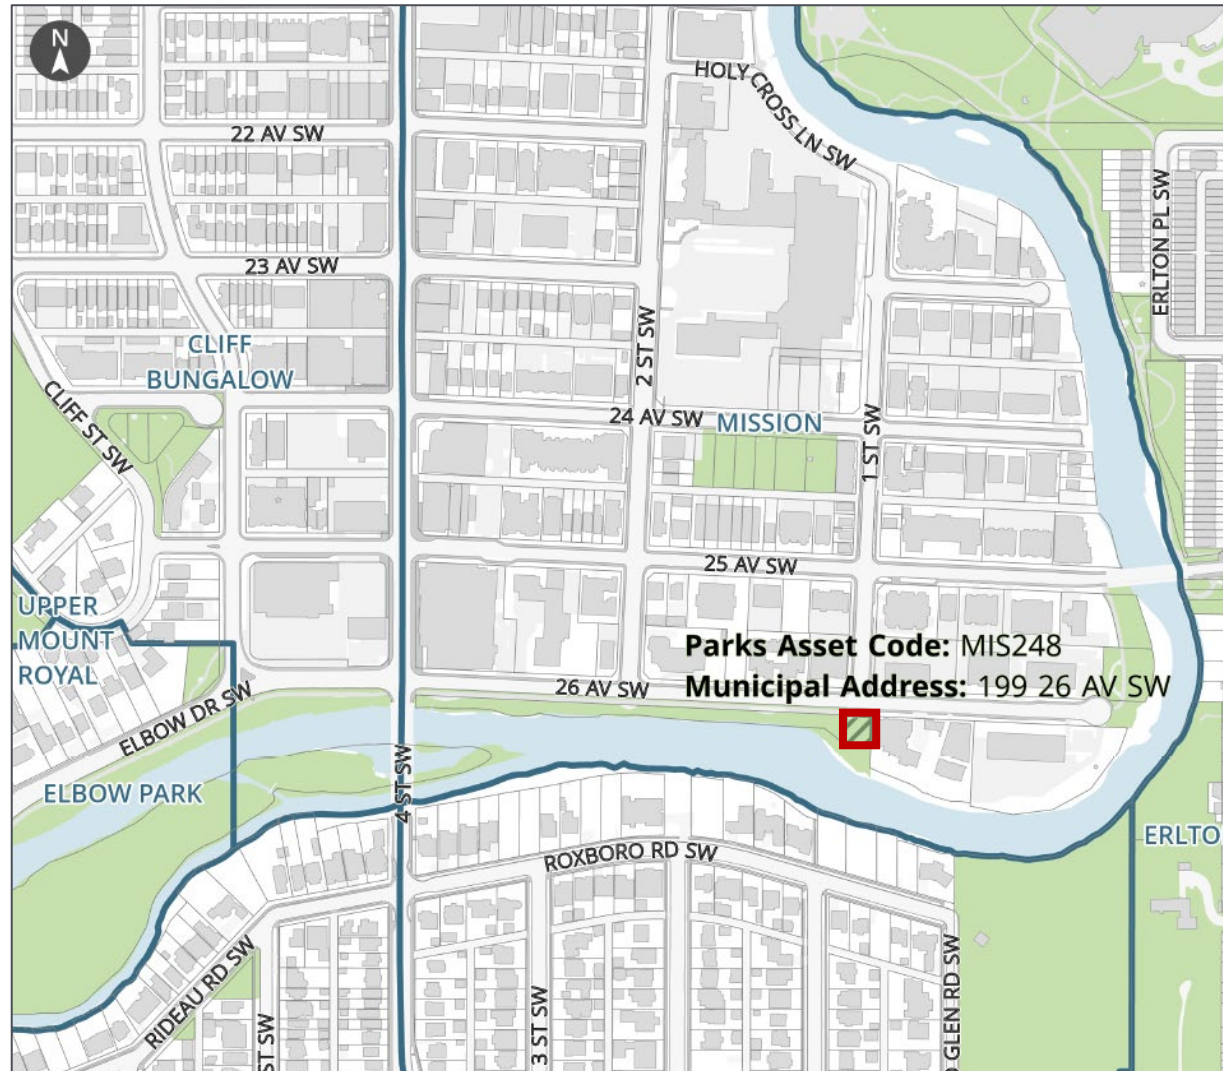 N
HOLY CROSS LN SW
22 AV SW
ERLTON PL SW
23 AV SW
2 ST SW
CLIFF
BUNGALOW
CLIFF ST SW
24 AV SW
MISSION
1 ST SW
25 AV SW
UPPER
MOUNT
ROYAL
Parks Asset Code: MIS248
Municipal Address: 199 26 AV SW
26 AV SW
ELBOW DR SW
4 ST SW
ELBOW PARK
ERLTO
ROXBORO RD SW
RIDEAU RD SW
ST SW
3 ST SW
GLEN RD SW